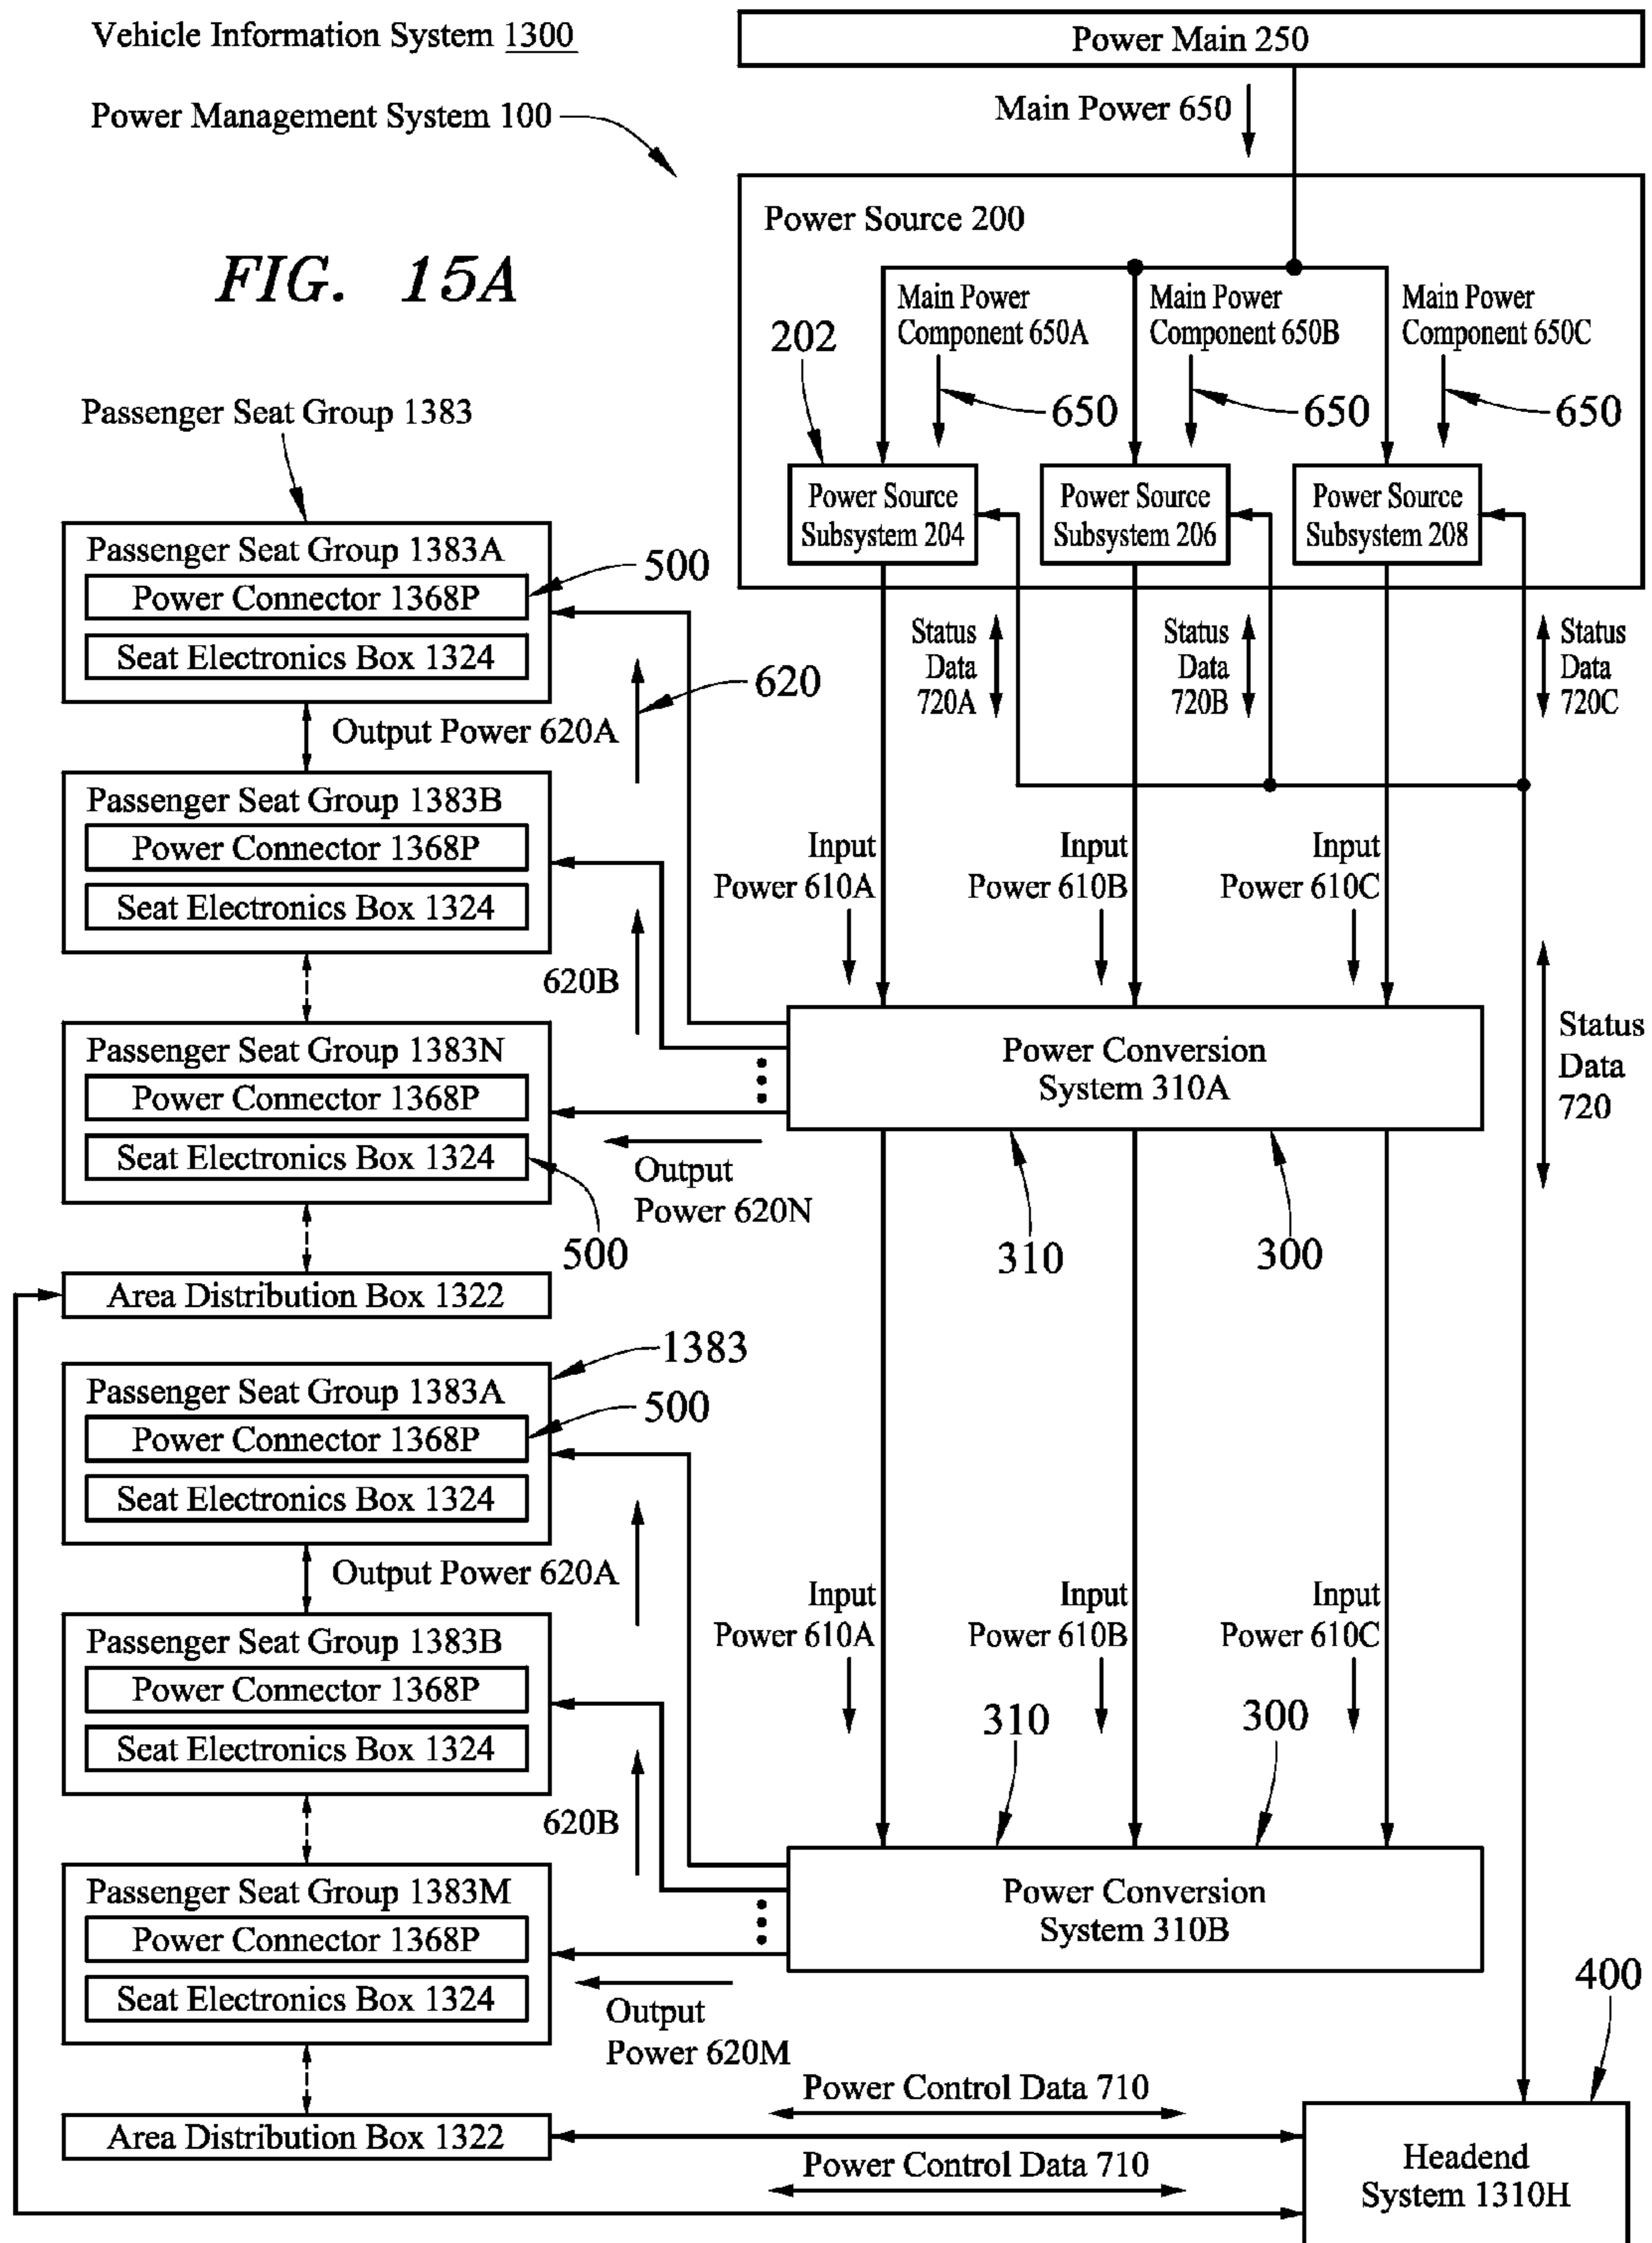 Vehicle Information System 1300
Power Main 250
Main Power 650
Power Management System 100
Power Source 200
FIG. 15A
Main Power
Component 650A
Main Power
Component 650B
Main Power
Component 650C
202
650
650
650
Power Source
Subsystem 204
Power Source
Subsystem 206
Power Source
Subsystem 208
Passenger Seat Group 1383
Passenger Seat Group 1383A
Power Connector 1368P
Seat Electronics Box 1324
500
620
Output Power 620A
Status
Data
720A
Status
Data
720B
Status
Data
720C
Passenger Seat Group 1383B
Power Connector 1368P
Seat Electronics Box 1324
620B
Input
Power 610A
Input
Power 610B
Input
Power 610C
Passenger Seat Group 1383N
Power Connector 1368P
Seat Electronics Box 1324
500
Power Conversion
System 310A
Output
Power 620N
310
300
Status
Data
720
Area Distribution Box 1322
1383
Passenger Seat Group 1383A
Power Connector 1368P
Seat Electronics Box 1324
500
Output Power 620A
Input
Power 610A
Input
Power 610B
Input
Power 610C
Passenger Seat Group 1383B
Power Connector 1368P
Seat Electronics Box 1324
620B
310
300
Passenger Seat Group 1383M
Power Connector 1368P
Seat Electronics Box 1324
Power Conversion
System 310B
Output
Power 620M
400
Area Distribution Box 1322
Power Control Data 710
Power Control Data 710
Headend
System 1310H